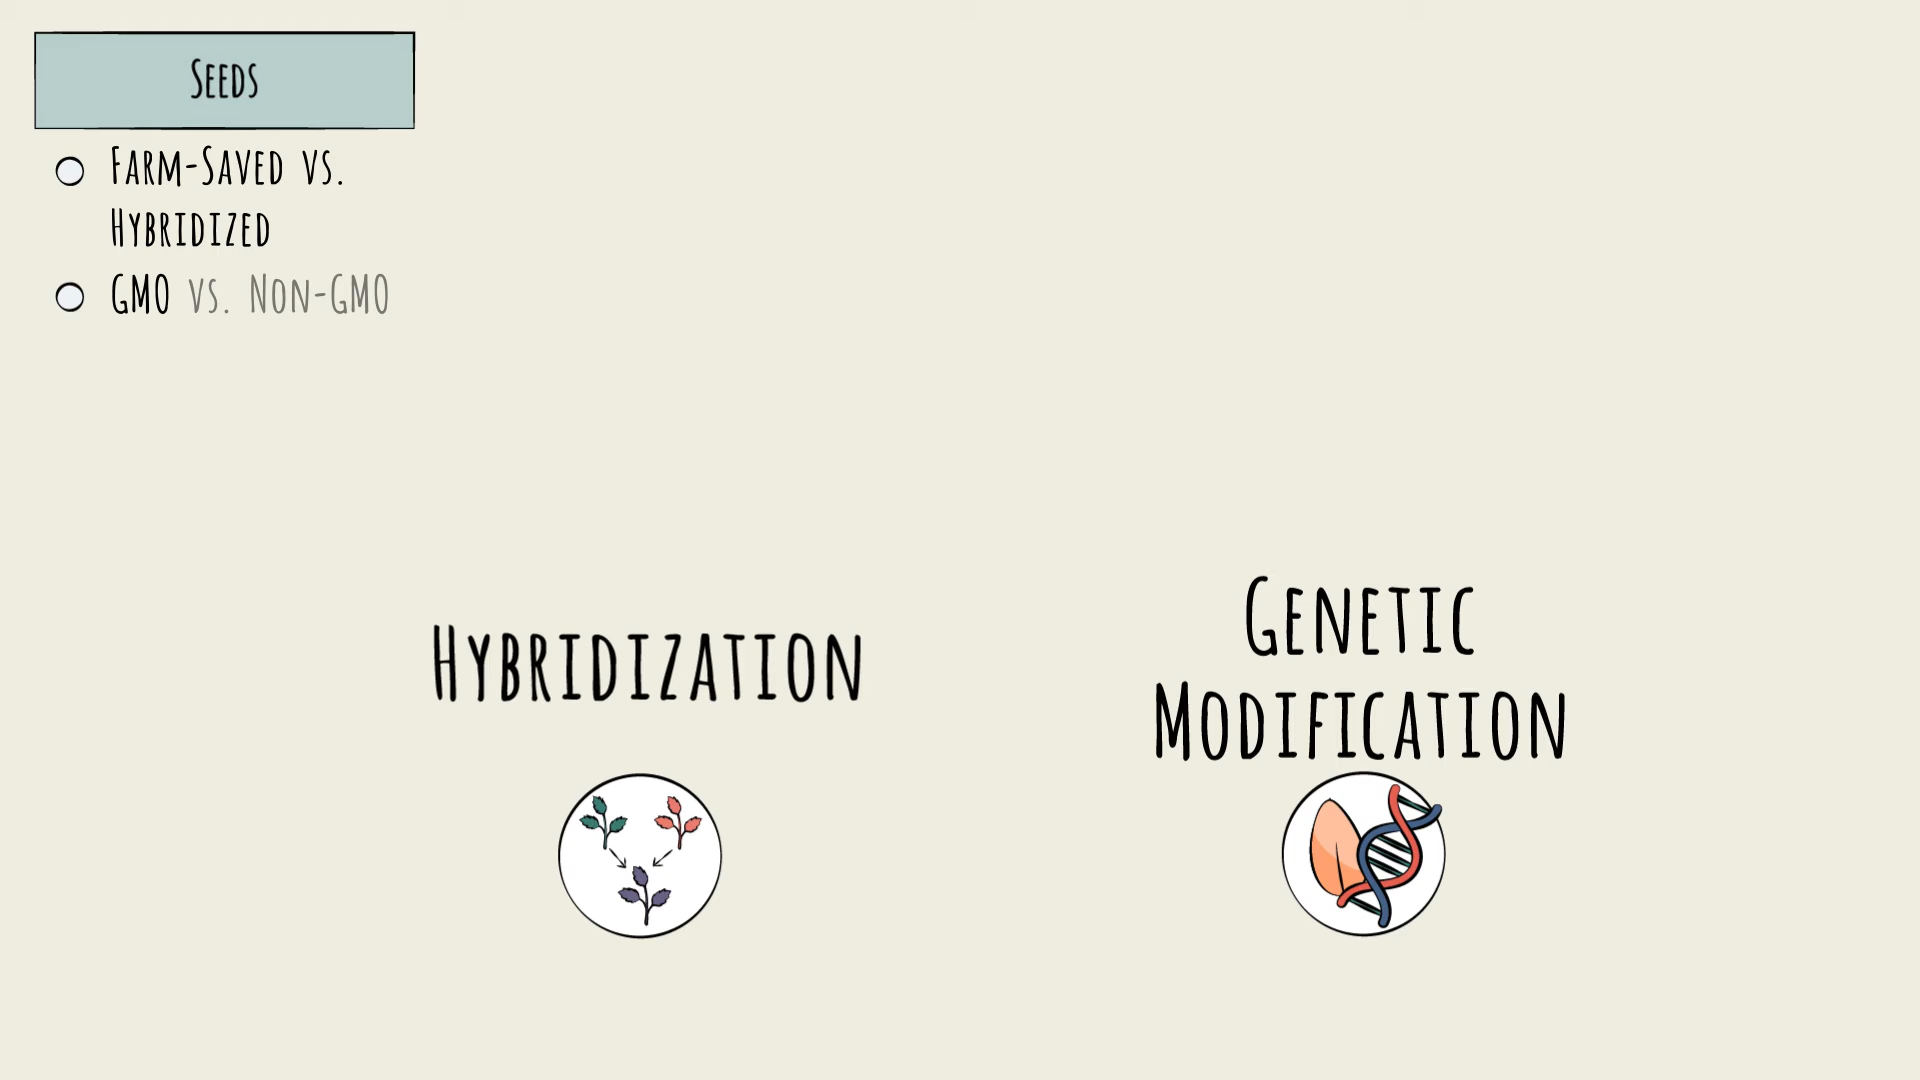 Seeds
Farm-Saved vs.
Hybridized
GMO vs. Non-GMO
Hybridization
Genetic
Modification